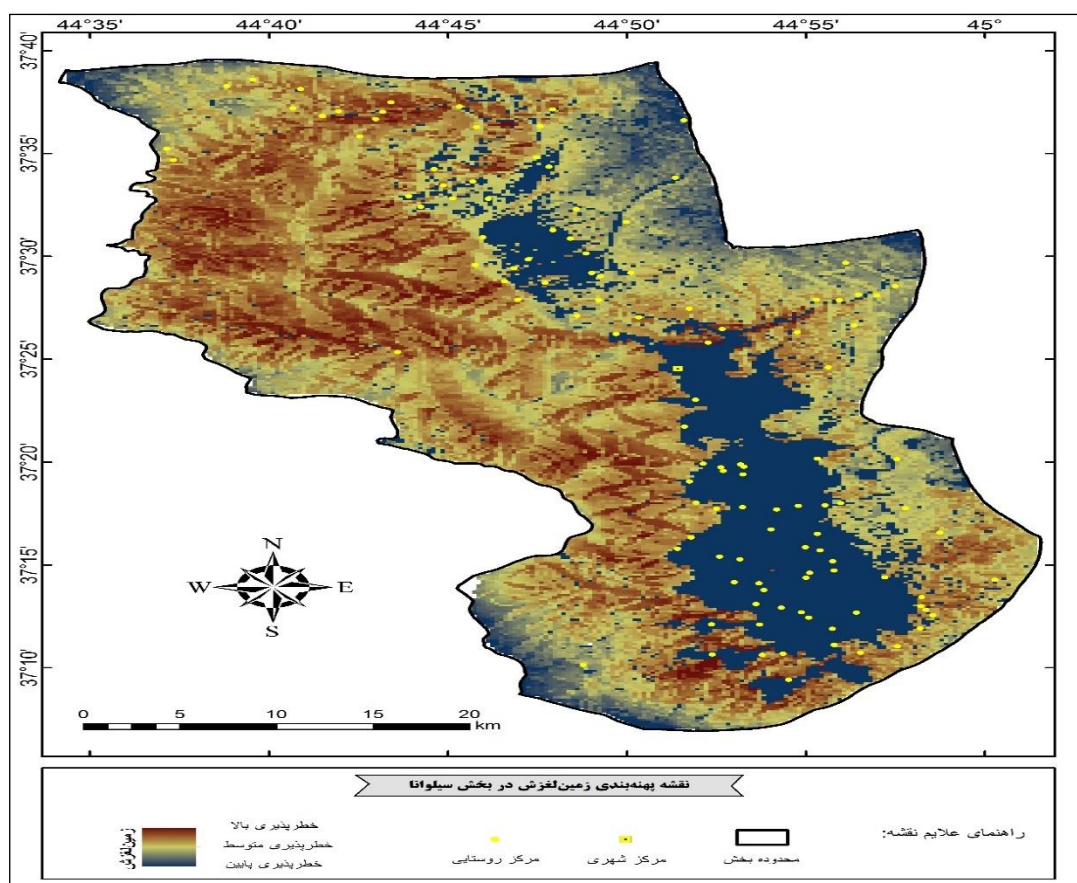 44°35' 44°40' 44°45' 44°50' 44°55' 45°
37°40'
37°35'
37°30'
37°25'
37°20'
37°15'
37°10'
N
W E
S
0 5 10 15 20
km
نقشه پهنه‌بندی زمین‌لغزش در بخش سیلوانا
راهنمای علایم نقشه:
محدوده بخش
مرکز شهری
مرکز روستایی
زمین‌لغزش
خطرپذیری بالا
خطرپذیری متوسط
خطرپذیری پایین